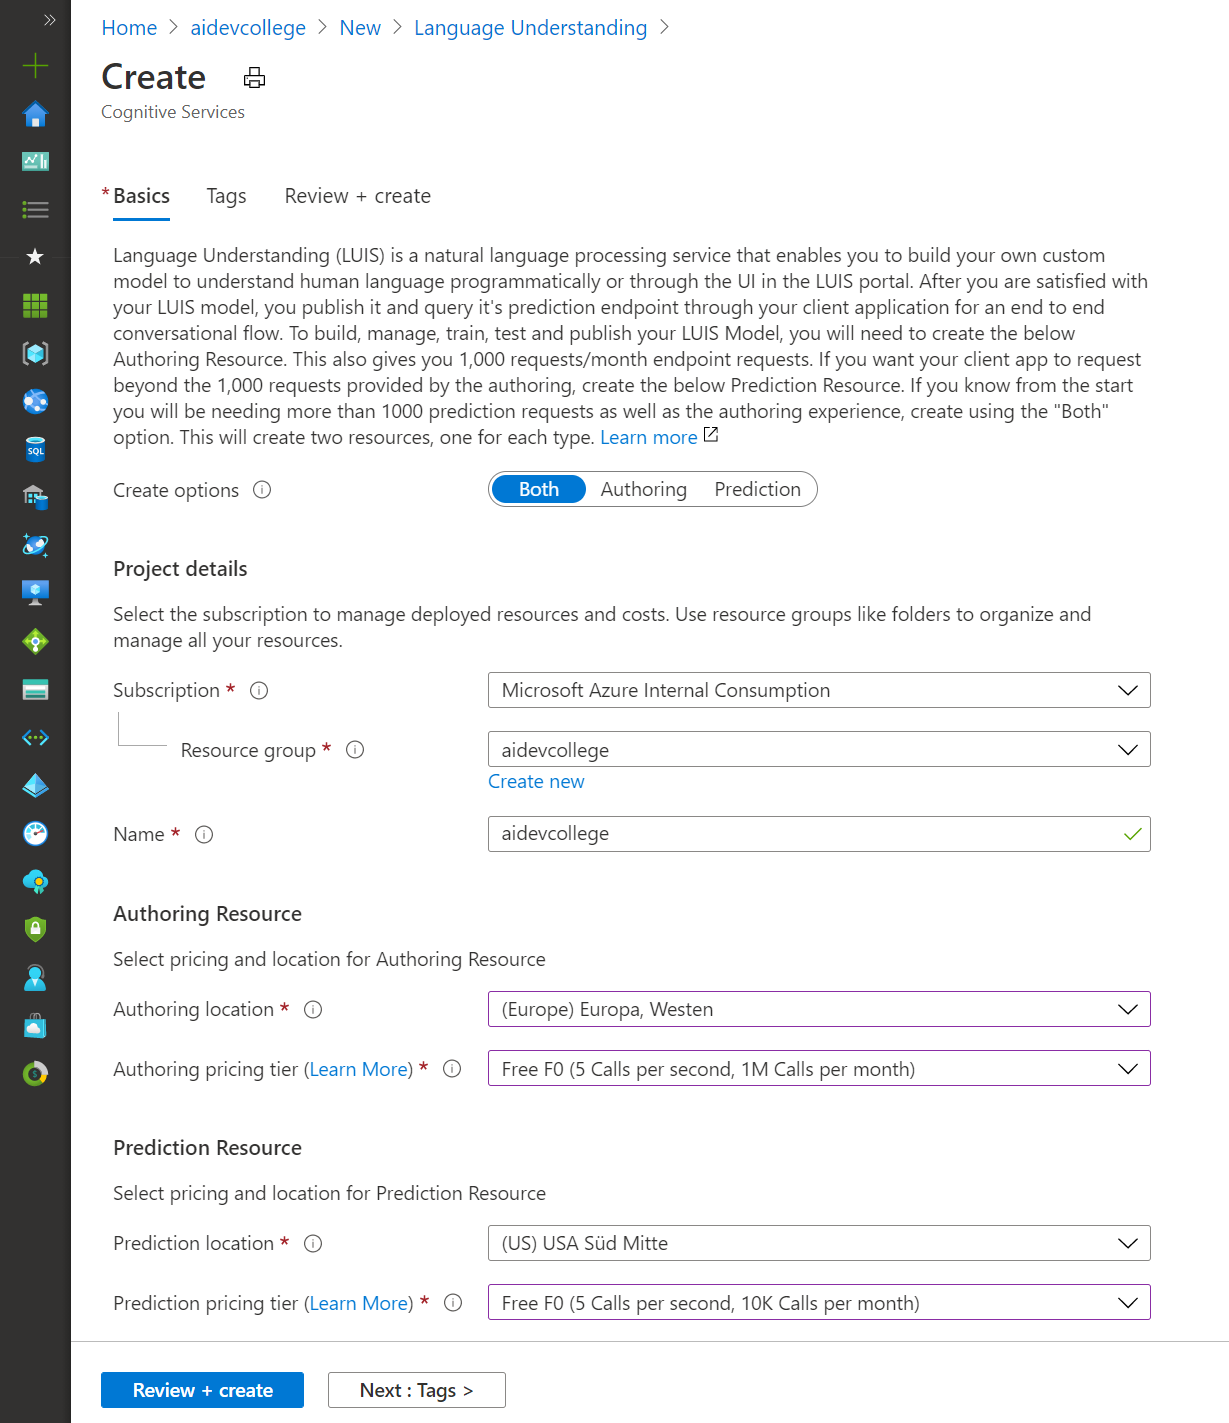 Home > aidevcollege > New > Language Understanding >
Create
Cognitive Services
* Basics Tags Review + create
Language Understanding (LUIS) is a natural language processing service that enables you to build your own custom
model to understand human language programmatically or through the UI in the LUIS portal. After you are satisfied with
your LUIS model, you publish it and query it's prediction endpoint through your client application for an end to end
conversational flow. To build, manage, train, test and publish your LUIS Model, you will need to create the below
Authoring Resource. This also gives you 1,000 requests/month endpoint requests. If you want your client app to request
beyond the 1,000 requests provided by the authoring, create the below Prediction Resource. If you know from the start
you will be needing more than 1000 prediction requests as well as the authoring experience, create using the "Both"
option. This will create two resources, one for each type. Learn more
Create options Both Authoring Prediction
Project details
Select the subscription to manage deployed resources and costs. Use resource groups like folders to organize and
manage all your resources.
Subscription * Microsoft Azure Internal Consumption
Resource group * aidevcollege
Create new
Name * aidevcollege
Authoring Resource
Select pricing and location for Authoring Resource
Authoring location * (Europe) Europa, Westen
Authoring pricing tier (Learn More) * Free F0 (5 Calls per second, 1M Calls per month)
Prediction Resource
Select pricing and location for Prediction Resource
Prediction location * (US) USA Süd Mitte
Prediction pricing tier (Learn More) * Free F0 (5 Calls per second, 10K Calls per month)
Review + create Next : Tags >
SQL